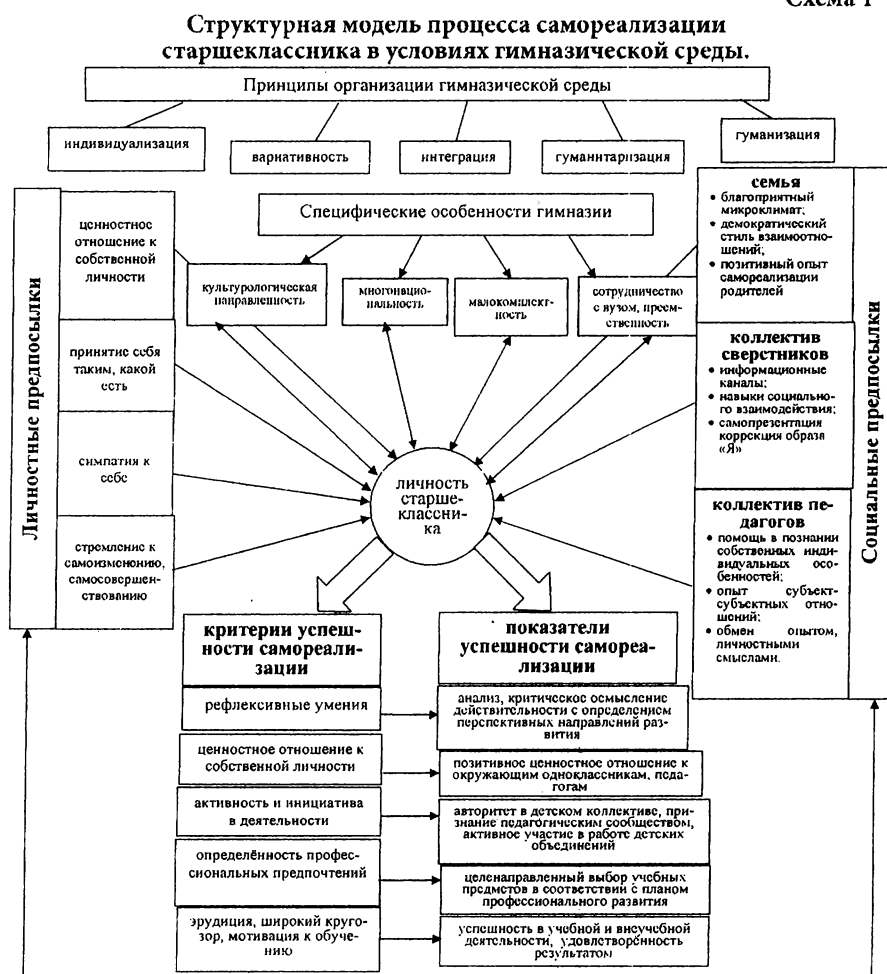 Схема 1
Структурная модель процесса самореализации
старшеклассника в условиях гимназической среды.
Принципы организации гимназической среды
индивидуализация
вариативность
интеграция
гуманитаризация
гуманизация
Специфические особенности гимназии
культурологическая
направленность
многонацио-
нальность
малокомплект-
ность
сотрудничество
с вузом, преем-
ственность
Личностные предпосылки
ценностное
отношение к
собственной
личности
принятие себя
таким, какой
есть
симпатия к
себе
стремление к
самоизменению,
самосовершен-
ствованию
личность
старше-
классни-
ка
Социальные предпосылки
семья
• благоприятный
микроклимат;
• демократический
стиль взаимоотно-
шений;
• позитивный опыт
самореализации
родителей
коллектив
сверстников
• информационные
каналы;
• навыки социально-
го взаимодействия;
• самопрезентация
коррекция образа
«Я»
коллектив пе-
дагогов
• помощь в познании
собственных инди-
видуальных осо-
бенностей;
• опыт субъект-
субъектных отно-
шений;
• обмен опытом,
личностными
смыслами.
критерии успеш-
ности самореали-
зации
рефлексивные умения
ценностное отношение к
собственной личности
активность и инициатива
в деятельности
определённость профес-
сиональных предпочтений
эрудиция, широкий круго-
зор, мотивация к обуче-
нию
показатели
успешности самореа-
лизации
анализ, критическое осмысление
действительности с определением
перспективных направлений раз-
вития
позитивное ценностное отношение к
окружающим одноклассникам, педа-
гогам
авторитет в детском коллективе, при-
знание педагогическим сообществом,
активное участие в работе детских
объединений
целенаправленный выбор учебных
предметов в соответствии с планом
профессионального развития
успешность в учебной и внеучебной
деятельности, удовлетворённость
результатом